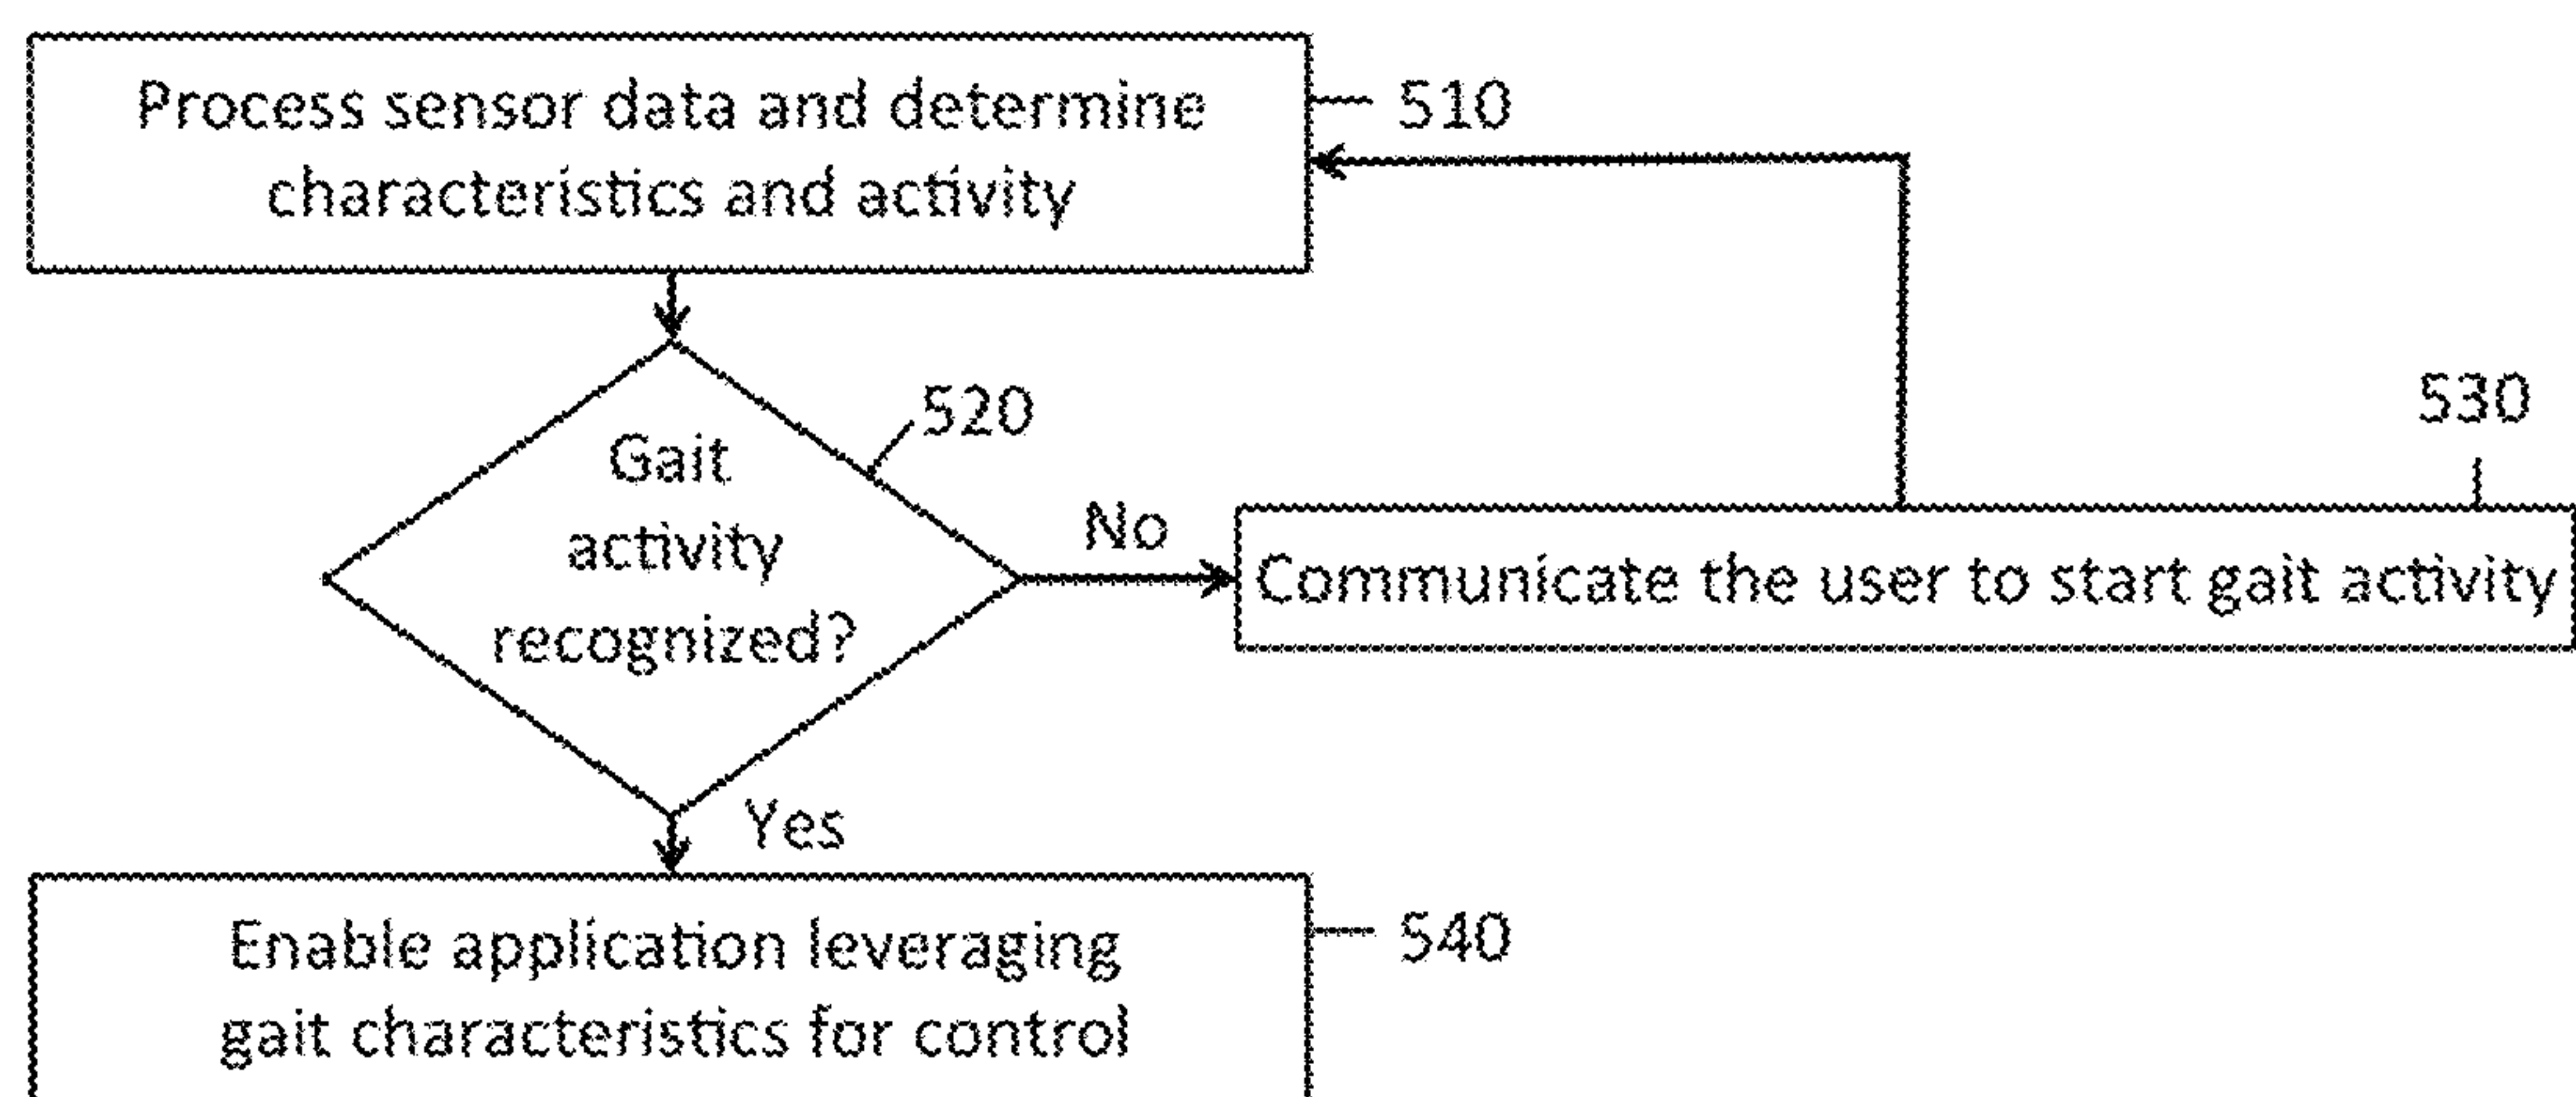 Process sensor data and determine
characteristics and activity
510
520
Gait
activity
recognized?
No
530
Communicate the user to start gait activity
Yes
Enable application leveraging
gait characteristics for control
540